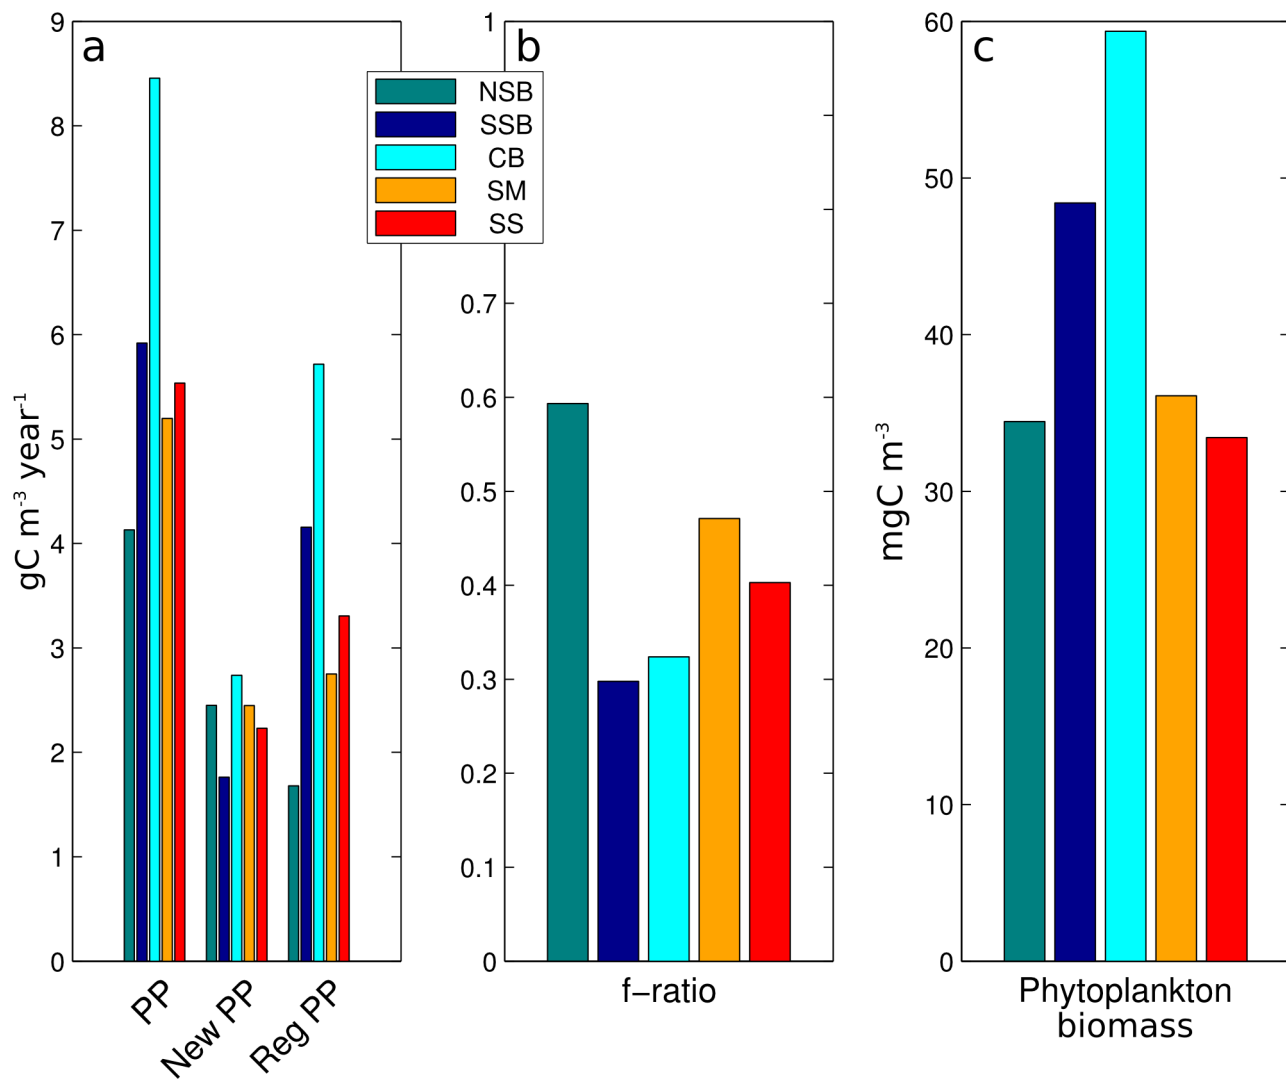 a
9
8
7
6
5
4
3
2
1
0
gC m-3 year-1
PP
New PP
Reg PP
b
1
0.7
0.6
0.5
0.4
0.3
0.2
0.1
0
f−ratio
NSB
SSB
CB
SM
SS
c
60
50
40
30
20
10
0
mgC m-3
Phytoplankton
biomass